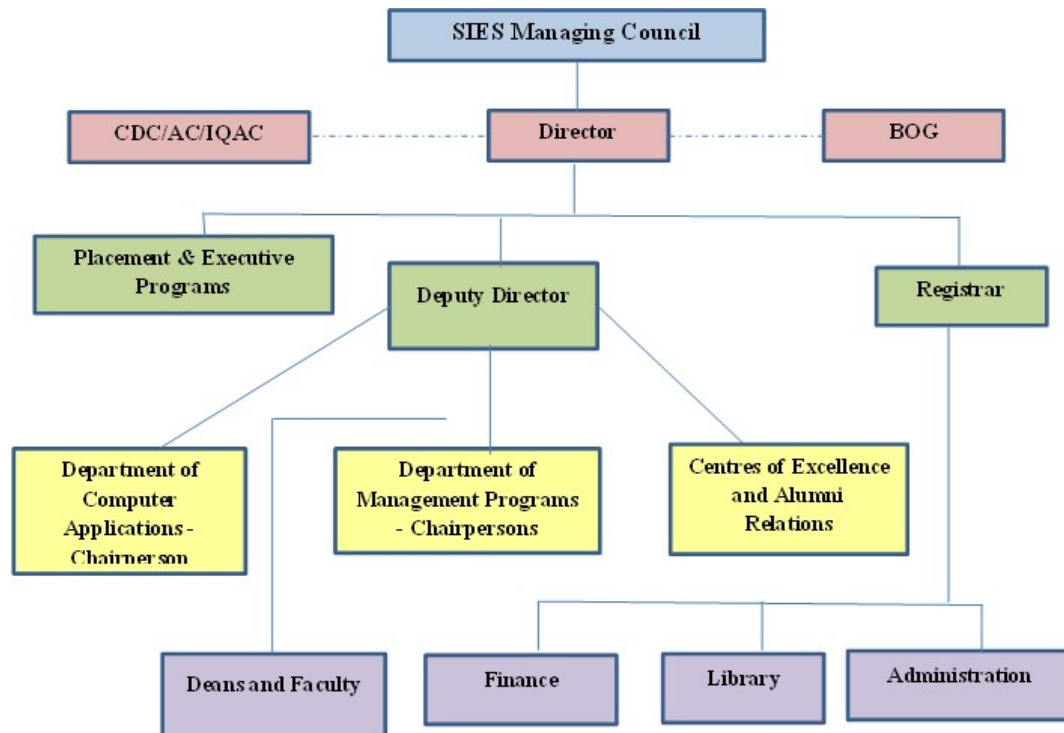 SIES Managing Council
CDC/AC/IQAC
Director
BOG
Placement & Executive
Programs
Deputy Director
Registrar
Department of
Computer
Applications -
Chairperson
Department of
Management Programs
- Chairpersons
Centres of Excellence
and Alumni
Relations
Deans and Faculty
Finance
Library
Administration